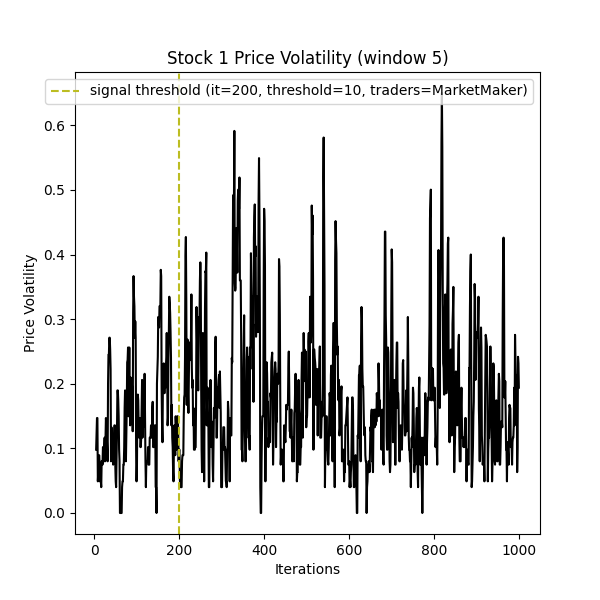 Stock 1 Price Volatility (window 5)
signal threshold (it=200, threshold=10, traders=MarketMaker)
0.6
0.5
0.4
0.3
0.2
0.1
0.0
Price Volatility
0 200 400 600 800 1000
Iterations